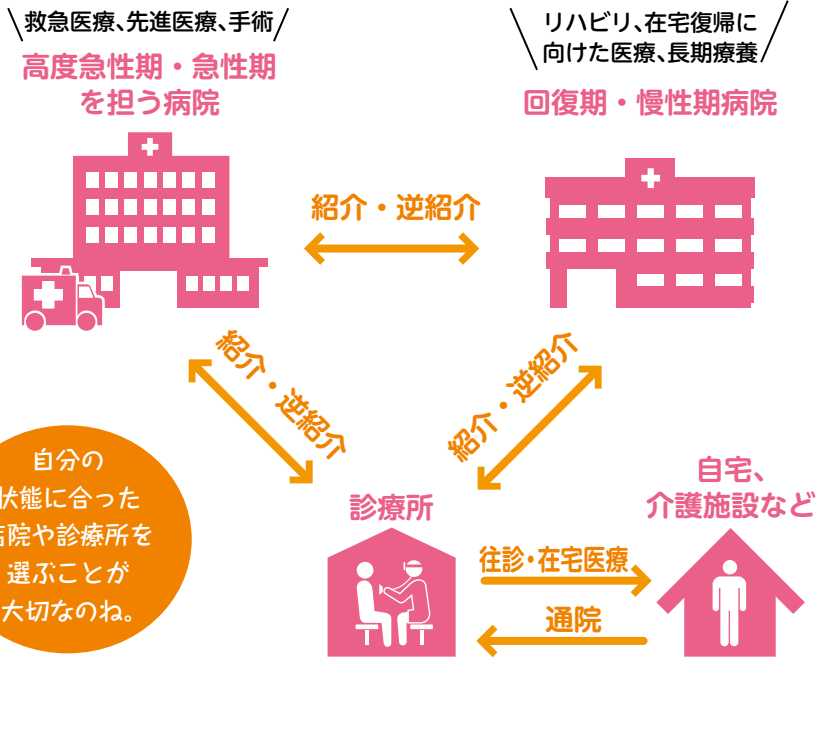 救急医療、先進医療、手術
高度急性期・急性期
を担う病院
リハビリ、在宅復帰に
向けた医療、長期療養
回復期・慢性期病院
紹介・逆紹介
紹介・逆紹介
紹介・逆紹介
自分の
状態に合った
病院や診療所を
選ぶことが
大切なのね。
診療所
自宅、
介護施設など
往診・在宅医療
通院